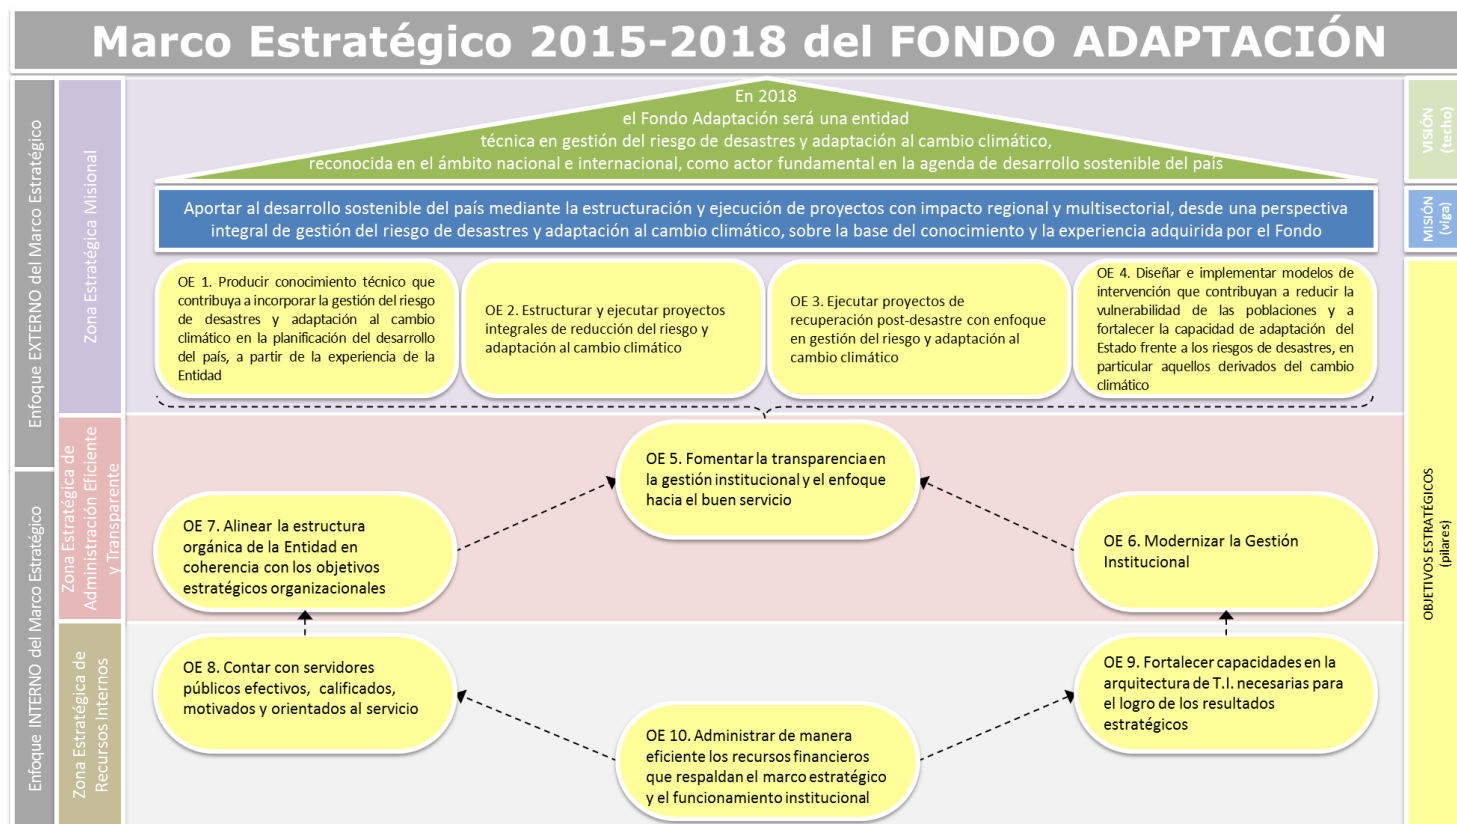 Marco Estratégico 2015-2018 del FONDO ADAPTACIÓN
Enfoque EXTERNO del Marco Estratégico
Zona Estratégica Misional
En 2018
el Fondo Adaptación será una entidad
técnica en gestión del riesgo de desastres y adaptación al cambio climático,
reconocida en el ámbito nacional e internacional, como actor fundamental en la agenda de desarrollo sostenible del país
VISIÓN
(techo)
Aportar al desarrollo sostenible del país mediante la estructuración y ejecución de proyectos con impacto regional y multisectorial, desde una perspectiva
integral de gestión del riesgo de desastres y adaptación al cambio climático, sobre la base del conocimiento y la experiencia adquirida por el Fondo
MISIÓN
(viga)
OE 1. Producir conocimiento técnico que
contribuya a incorporar la gestión del riesgo
de desastres y adaptación al cambio
climático en la planificación del desarrollo
del país, a partir de la experiencia de la
Entidad
OE 2. Estructurar y ejecutar proyectos
integrales de reducción del riesgo y
adaptación al cambio climático
OE 3. Ejecutar proyectos de
recuperación post-desastre con enfoque
en gestión del riesgo y adaptación al
cambio climático
OE 4. Diseñar e implementar modelos de
intervención que contribuyan a reducir la
vulnerabilidad de las poblaciones y a
fortalecer la capacidad de adaptación del
Estado frente a los riesgos de desastres, en
particular aquellos derivados del cambio
climático
OBJETIVOS ESTRATÉGICOS
(pilares)
Zona Estratégica de
Administración Eficiente
y Transparente
OE 5. Fomentar la transparencia en
la gestión institucional y el enfoque
hacia el buen servicio
OE 7. Alinear la estructura
orgánica de la Entidad en
coherencia con los objetivos
estratégicos organizacionales
OE 6. Modernizar la Gestión
Institucional
Enfoque INTERNO del Marco Estratégico
Zona Estratégica de
Recursos Internos
OE 8. Contar con servidores
públicos efectivos, calificados,
motivados y orientados al servicio
OE 9. Fortalecer capacidades en la
arquitectura de T.I. necesarias para
el logro de los resultados
estratégicos
OE 10. Administrar de manera
eficiente los recursos financieros
que respaldan el marco estratégico
y el funcionamiento institucional